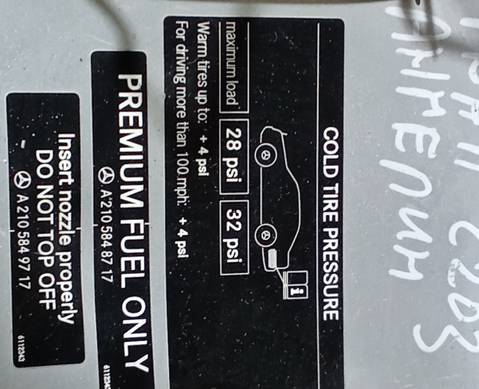 COLD TIRE PRESSURE
i
maximum load 28 psi 32 psi
Warm tires up to: + 4 psi
For driving more than 100 mph: + 4 psi
PREMIUM FUEL ONLY
A 210 584 87 17
Insert nozzle properly
DO NOT TOP OFF
A 210 584 97 17
6112343